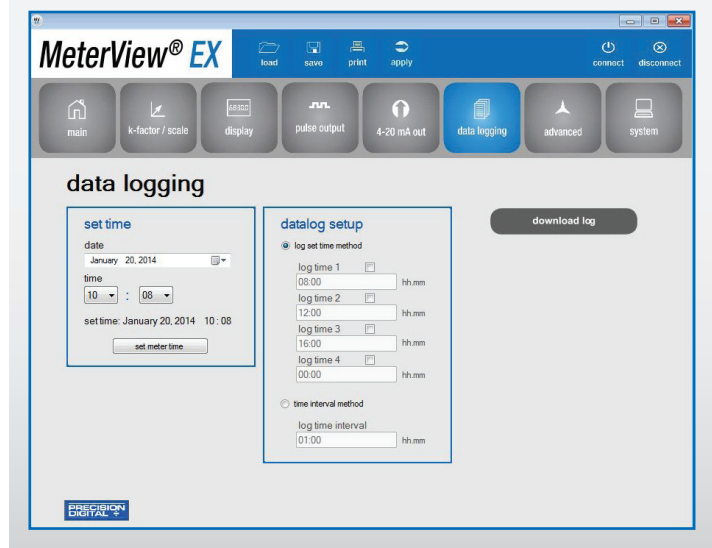 MeterView® EX
load save print apply connect disconnect
main k-factor / scale display pulse output 4-20 mA out data logging advanced system
data logging
set time
date
January 20, 2014
time
10 : 08
set time: January 20, 2014 10 : 08
set meter time
datalog setup
log set time method
log time 1
08:00 hh.mm
log time 2
12:00 hh.mm
log time 3
16:00 hh.mm
log time 4
00:00 hh.mm
time interval method
log time interval
01:00 hh.mm
download log
PRECISION
DIGITAL